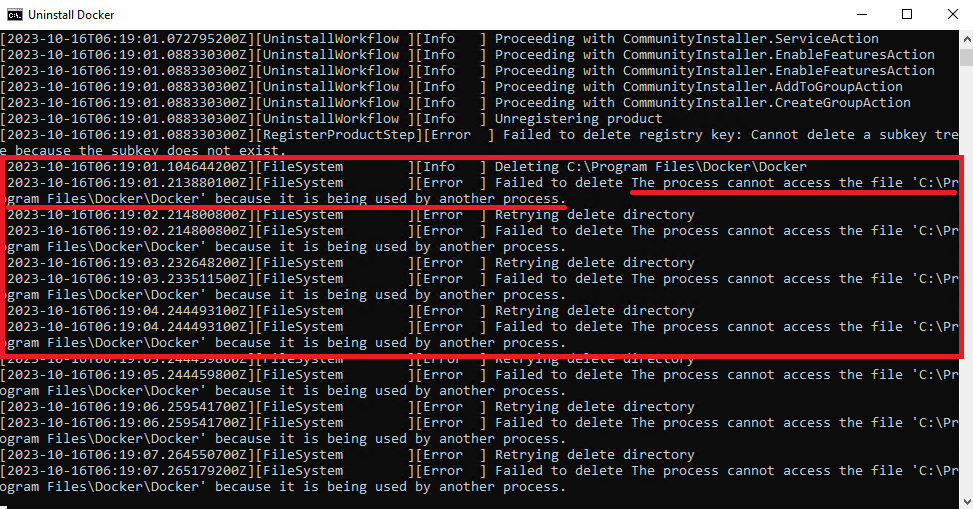 Uninstall Docker
[2023-10-16T06:19:01.072795200Z][UninstallWorkflow ][Info   ] Proceeding with CommunityInstaller.ServiceAction
[2023-10-16T06:19:01.088330300Z][UninstallWorkflow ][Info   ] Proceeding with CommunityInstaller.EnableFeaturesAction
[2023-10-16T06:19:01.088330300Z][UninstallWorkflow ][Info   ] Proceeding with CommunityInstaller.EnableFeaturesAction
[2023-10-16T06:19:01.088330300Z][UninstallWorkflow ][Info   ] Proceeding with CommunityInstaller.AddToGroupAction
[2023-10-16T06:19:01.088330300Z][UninstallWorkflow ][Info   ] Proceeding with CommunityInstaller.CreateGroupAction
[2023-10-16T06:19:01.088330300Z][UninstallWorkflow ][Info   ] Unregistering product
[2023-10-16T06:19:01.088330300Z][RegisterProductStep][Error  ] Failed to delete registry key: Cannot delete a subkey tre
e because the subkey does not exist.
[2023-10-16T06:19:01.104644200Z][FileSystem        ][Info   ] Deleting C:\Program Files\Docker\Docker
[2023-10-16T06:19:01.213880100Z][FileSystem        ][Error  ] Failed to delete The process cannot access the file 'C:\Pr
ogram Files\Docker\Docker' because it is being used by another process.
[2023-10-16T06:19:02.214800800Z][FileSystem        ][Error  ] Retrying delete directory
[2023-10-16T06:19:02.214800800Z][FileSystem        ][Error  ] Failed to delete The process cannot access the file 'C:\Pr
ogram Files\Docker\Docker' because it is being used by another process.
[2023-10-16T06:19:03.232648200Z][FileSystem        ][Error  ] Retrying delete directory
[2023-10-16T06:19:03.233511500Z][FileSystem        ][Error  ] Failed to delete The process cannot access the file 'C:\Pr
ogram Files\Docker\Docker' because it is being used by another process.
[2023-10-16T06:19:04.244493100Z][FileSystem        ][Error  ] Retrying delete directory
[2023-10-16T06:19:04.244493100Z][FileSystem        ][Error  ] Failed to delete The process cannot access the file 'C:\Pr
ogram Files\Docker\Docker' because it is being used by another process.
[2023-10-16T06:19:05.244459800Z][FileSystem        ][Error  ] Retrying delete directory
[2023-10-16T06:19:05.244459800Z][FileSystem        ][Error  ] Failed to delete The process cannot access the file 'C:\Pr
ogram Files\Docker\Docker' because it is being used by another process.
[2023-10-16T06:19:06.259541700Z][FileSystem        ][Error  ] Retrying delete directory
[2023-10-16T06:19:06.259541700Z][FileSystem        ][Error  ] Failed to delete The process cannot access the file 'C:\Pr
ogram Files\Docker\Docker' because it is being used by another process.
[2023-10-16T06:19:07.264550700Z][FileSystem        ][Error  ] Retrying delete directory
[2023-10-16T06:19:07.265179200Z][FileSystem        ][Error  ] Failed to delete The process cannot access the file 'C:\Pr
ogram Files\Docker\Docker' because it is being used by another process.